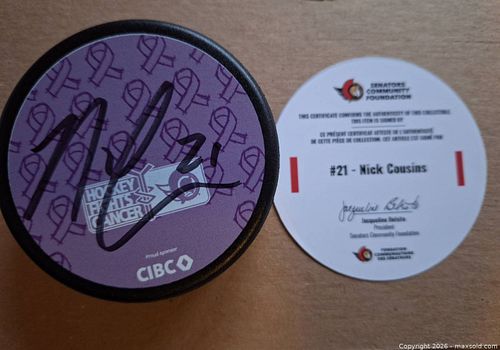 21
HOCKEY
FIGHTS
CANCER
Proud sponsor
CIBC
SENATORS
COMMUNITY
FOUNDATION
THIS CERTIFICATE CONFIRMS THE AUTHENTICITY OF THIS COLLECTIBLE.
THIS ITEM IS SIGNED BY
CE PRÉSENT CERTIFICAT ATTESTE DE L'AUTHENTICITÉ
DE CETTE PIÈCE DE COLLECTION. CET ARTICLE EST SIGNÉ PAR
#21 - Nick Cousins
President
Senators Community Foundation
FONDATION
COMMUNAUTAIRE
DES SÉNATEURS
Copyright 2026 - maxsold.com